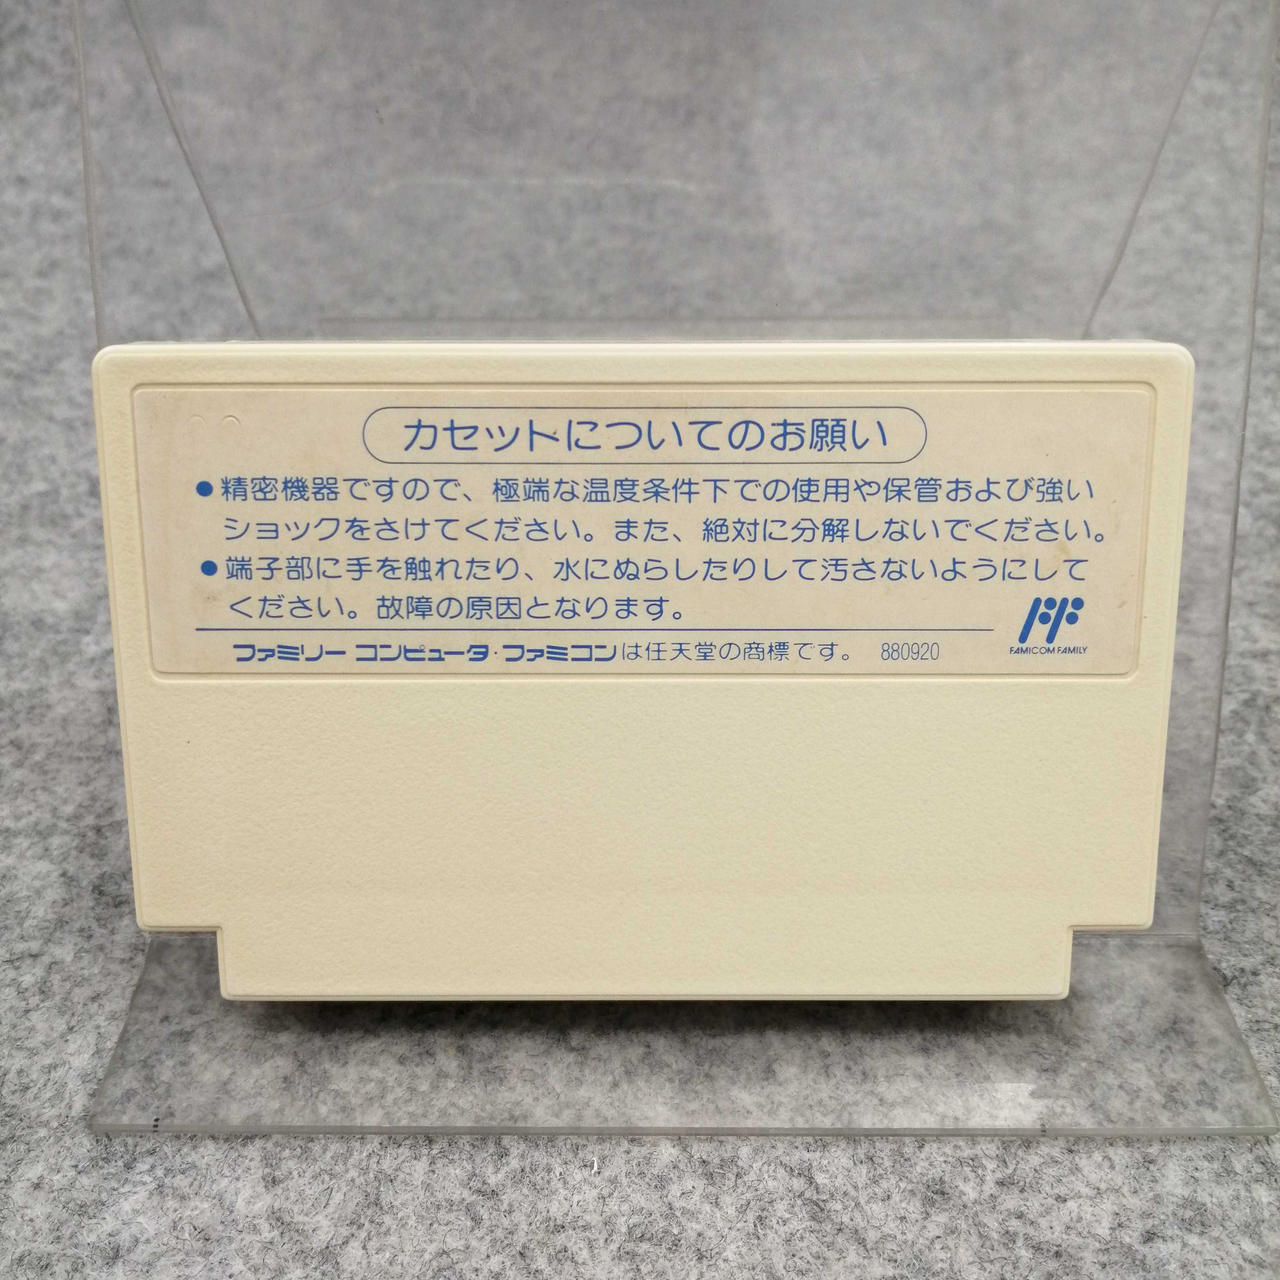 カセットについてのお願い
●精密機器ですので、極端な温度条件下での使用や保管および強い
ショックをさけてください。また、絶対に分解しないでください。
●端子部に手を触れたり、水にぬらしたりして汚さないようにして
ください。故障の原因となります。
ファミリー コンピュータ・ファミコンは任天堂の商標です。 880920
FAMICOM FAMILY